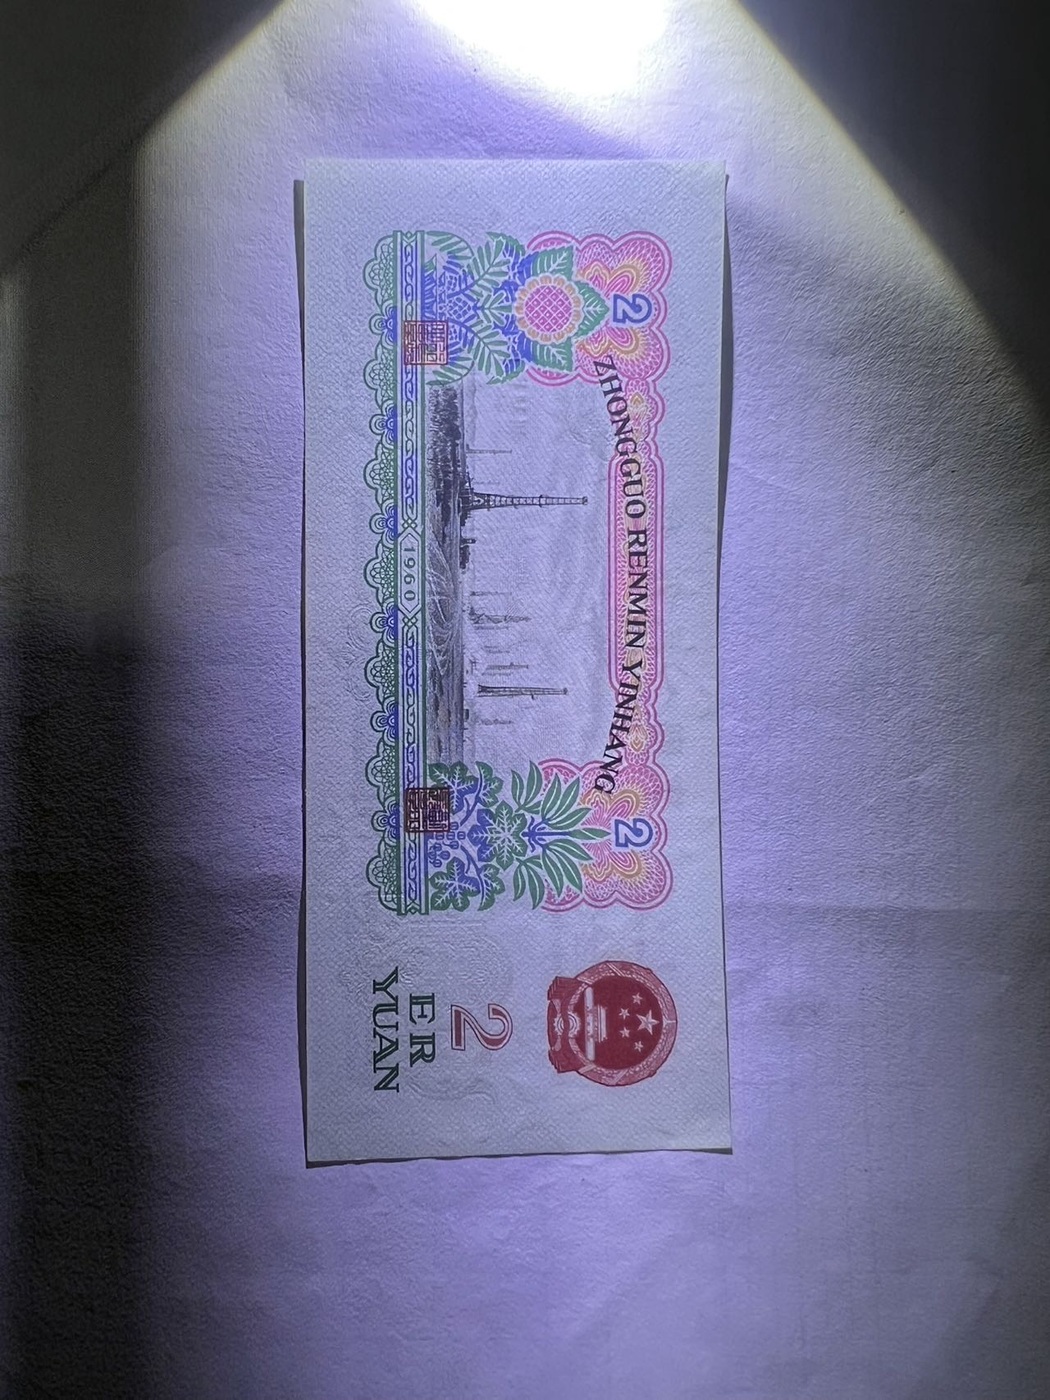 ZHONGGUO RENMIN YINHANG
2
2
1960
2
ER
YUAN